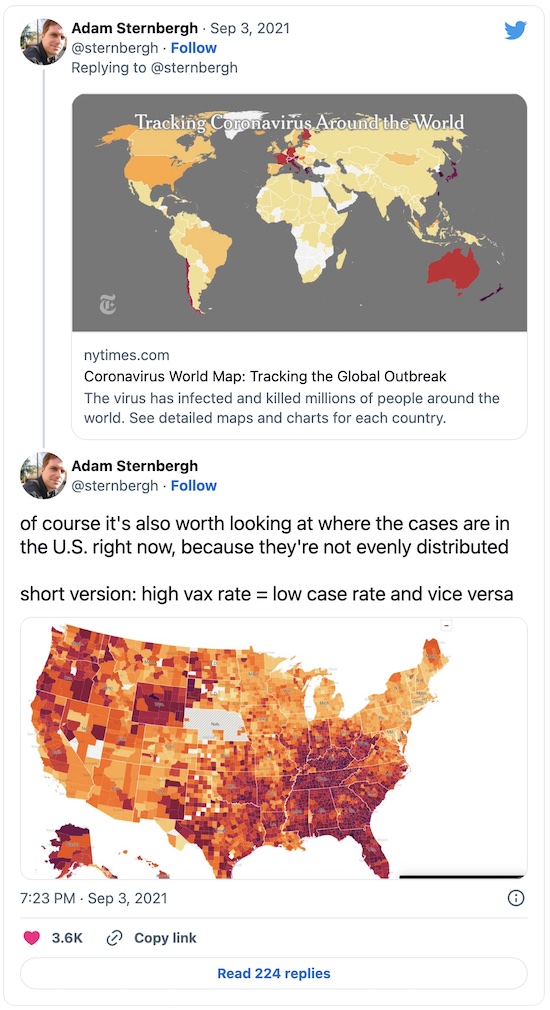 Adam Sternbergh · Sep 3, 2021
@sternbergh · Follow
Replying to @sternbergh
Tracking Coronavirus Around the World
nytimes.com
Coronavirus World Map: Tracking the Global Outbreak
The virus has infected and killed millions of people around the
world. See detailed maps and charts for each country.
Adam Sternbergh
@sternbergh · Follow
of course it's also worth looking at where the cases are in
the U.S. right now, because they're not evenly distributed
short version: high vax rate = low case rate and vice versa
7:23 PM · Sep 3, 2021
3.6K Copy link
Read 224 replies